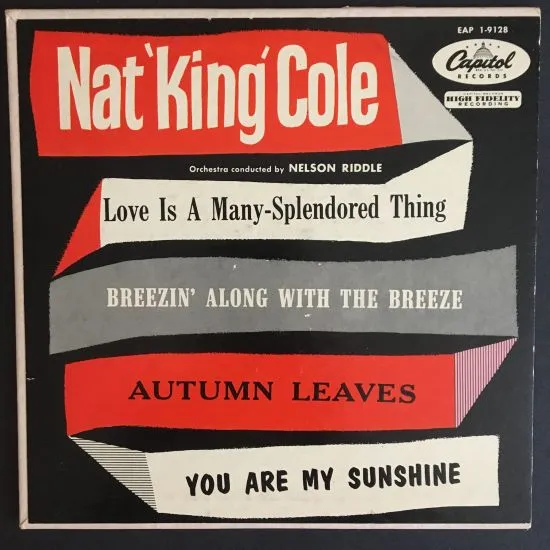 EAP 1-9128
Nat 'King' Cole
Capitol
RECORDS
HIGH FIDELITY
RECORDING
Orchestra conducted by NELSON RIDDLE
Love Is A Many-Splendored Thing
BREEZIN' ALONG WITH THE BREEZE
AUTUMN LEAVES
YOU ARE MY SUNSHINE